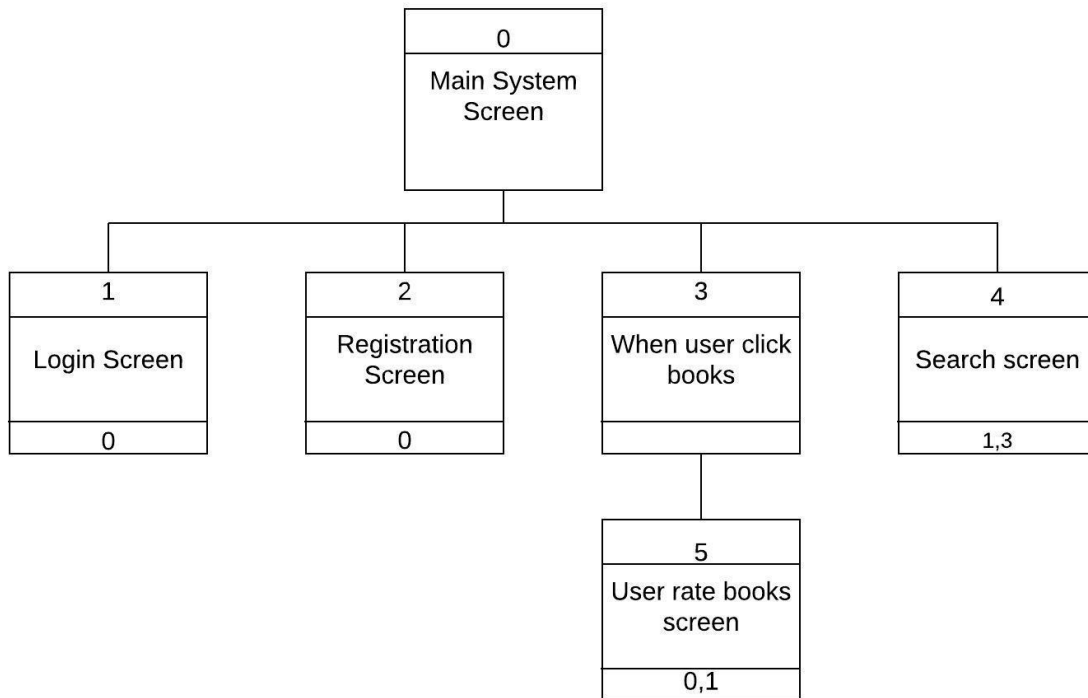 0
Main System
Screen
1
Login Screen
0
2
Registration
Screen
0
3
When user click
books
4
Search screen
1,3
5
User rate books
screen
0,1